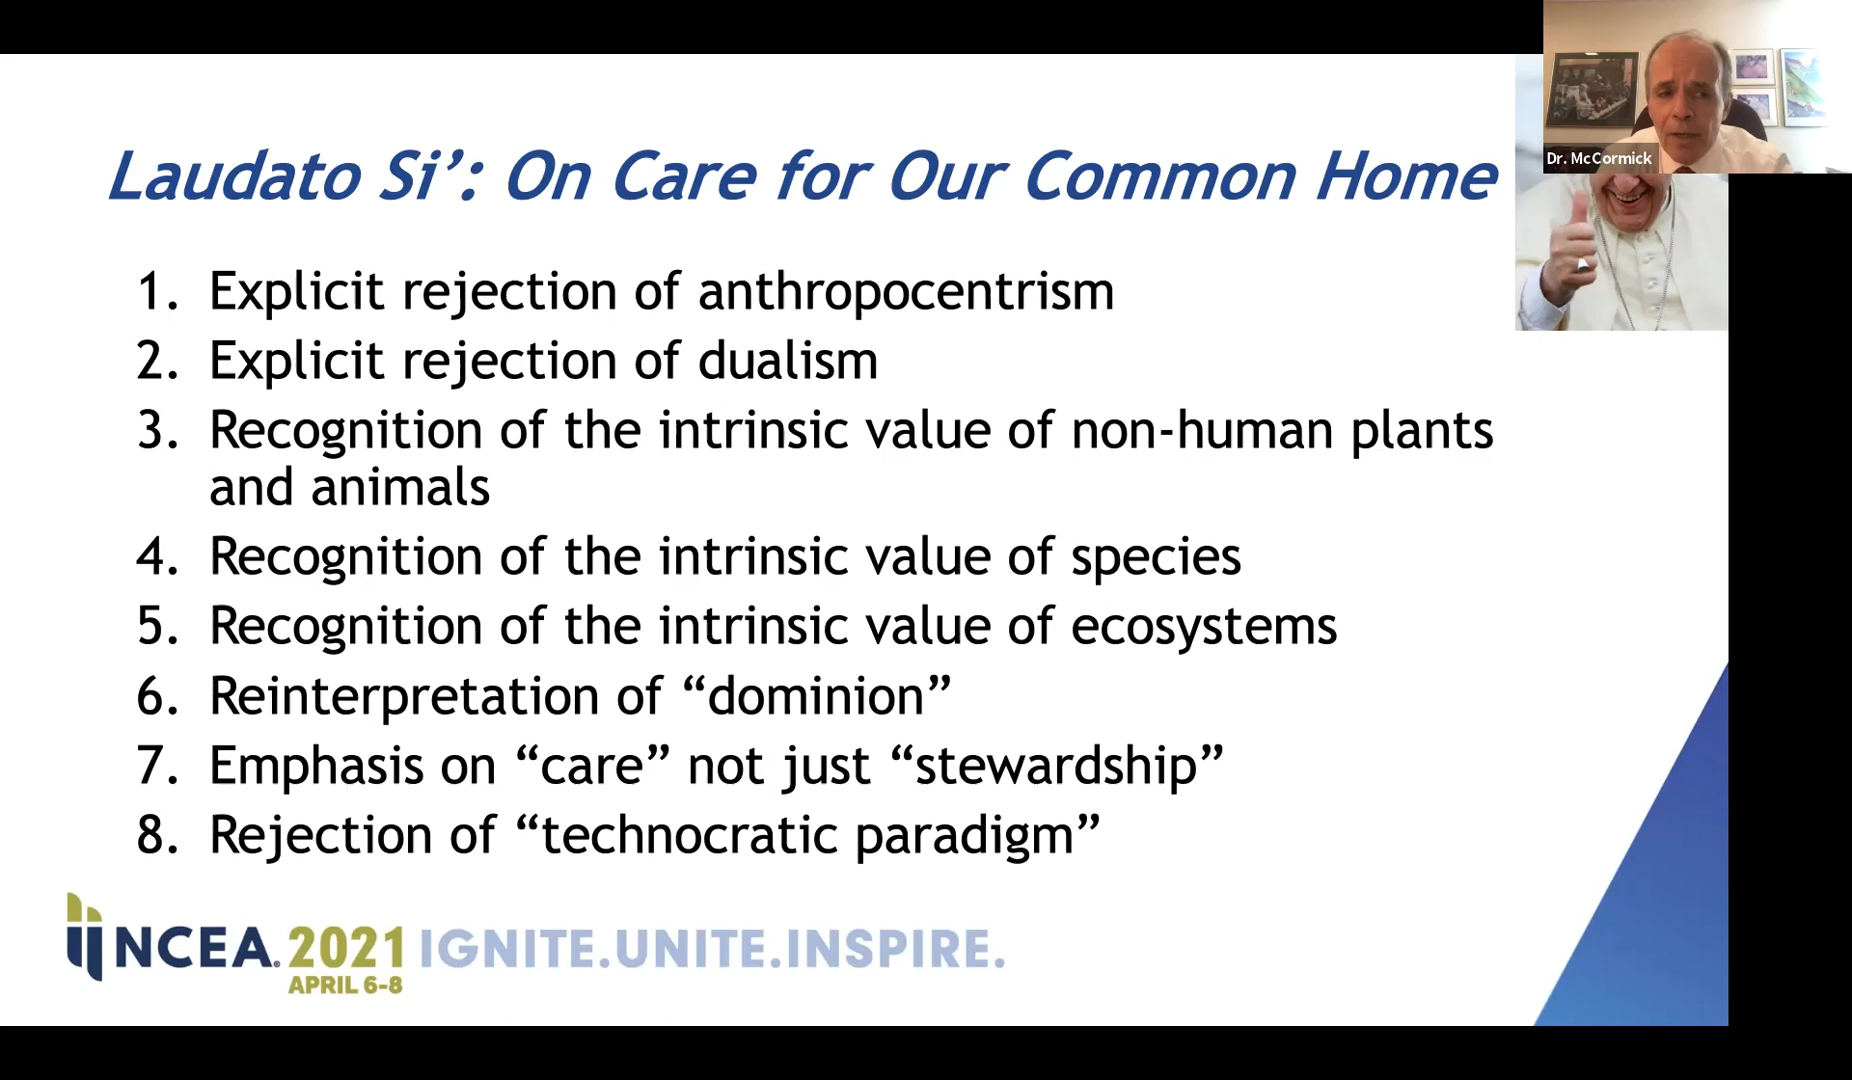 Laudato Si’: On Care for Our Common Home
Dr. McCormick
1. Explicit rejection of anthropocentrism
2. Explicit rejection of dualism
3. Recognition of the intrinsic value of non-human plants
and animals
4. Recognition of the intrinsic value of species
5. Recognition of the intrinsic value of ecosystems
6. Reinterpretation of “dominion”
7. Emphasis on “care” not just “stewardship”
8. Rejection of “technocratic paradigm”
NCEA® 2021 IGNITE.UNITE.INSPIRE.
APRIL 6-8